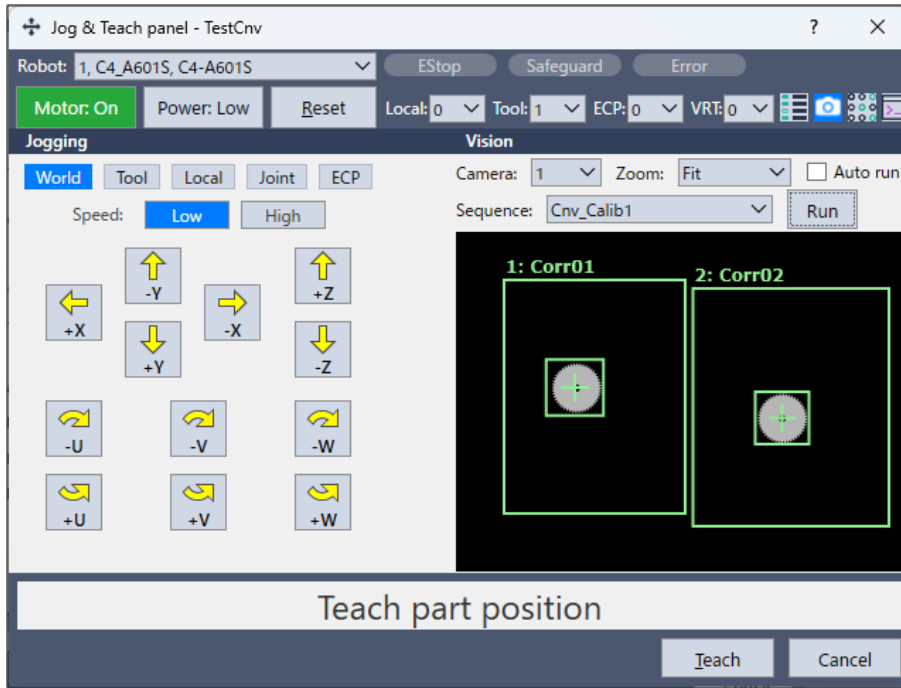 Jog & Teach panel - TestCnv
Robot: 1, C4_A601S, C4-A601S EStop Safeguard Error
Motor: On Power: Low Reset Local: 0 Tool: 1 ECP: 0 VRT: 0
Jogging
World Tool Local Joint ECP
Speed: Low High
-Y +Z
+X -X
+Y -Z
-U -V -W
+U +V +W
Vision
Camera: 1 Zoom: Fit Auto run
Sequence: Cnv_Calib1 Run
1: Corr01
2: Corr02
Teach part position
Teach Cancel